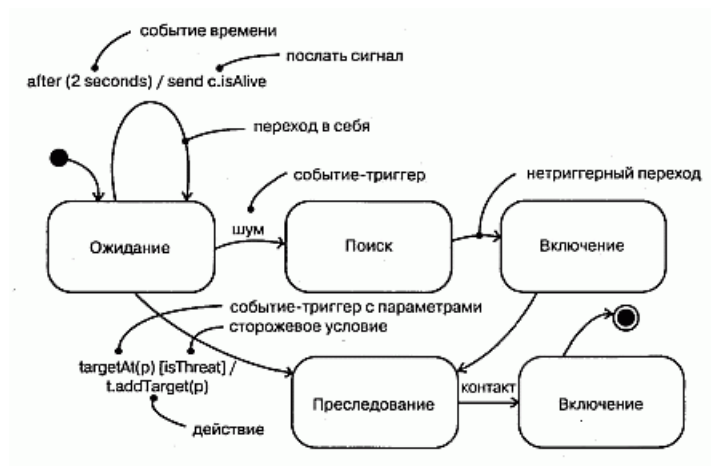 событие времени
послать сигнал
after (2 seconds) / send c.isAlive
переход в себя
событие-триггер
нетриггерный переход
шум
Ожидание
Поиск
Включение
событие-триггер с параметрами
сторожевое условие
targetAt(p) [isThreat] /
t.addTarget(p)
контакт
Преследование
Включение
действие